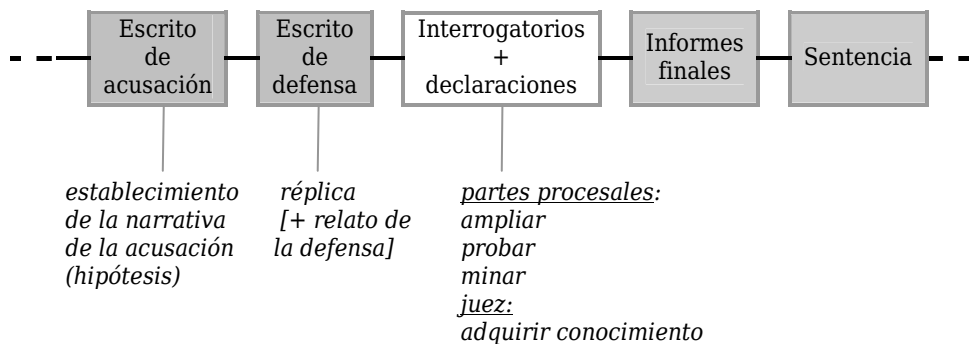 Escrito
de
acusación
Escrito
de
defensa
Interrogatorios
+
declaraciones
Informes
finales
Sentencia
establecimiento
de la narrativa
de la acusación
(hipótesis)
réplica
[+ relato de
la defensa]
partes procesales:
ampliar
probar
minar
juez:
adquirir conocimiento